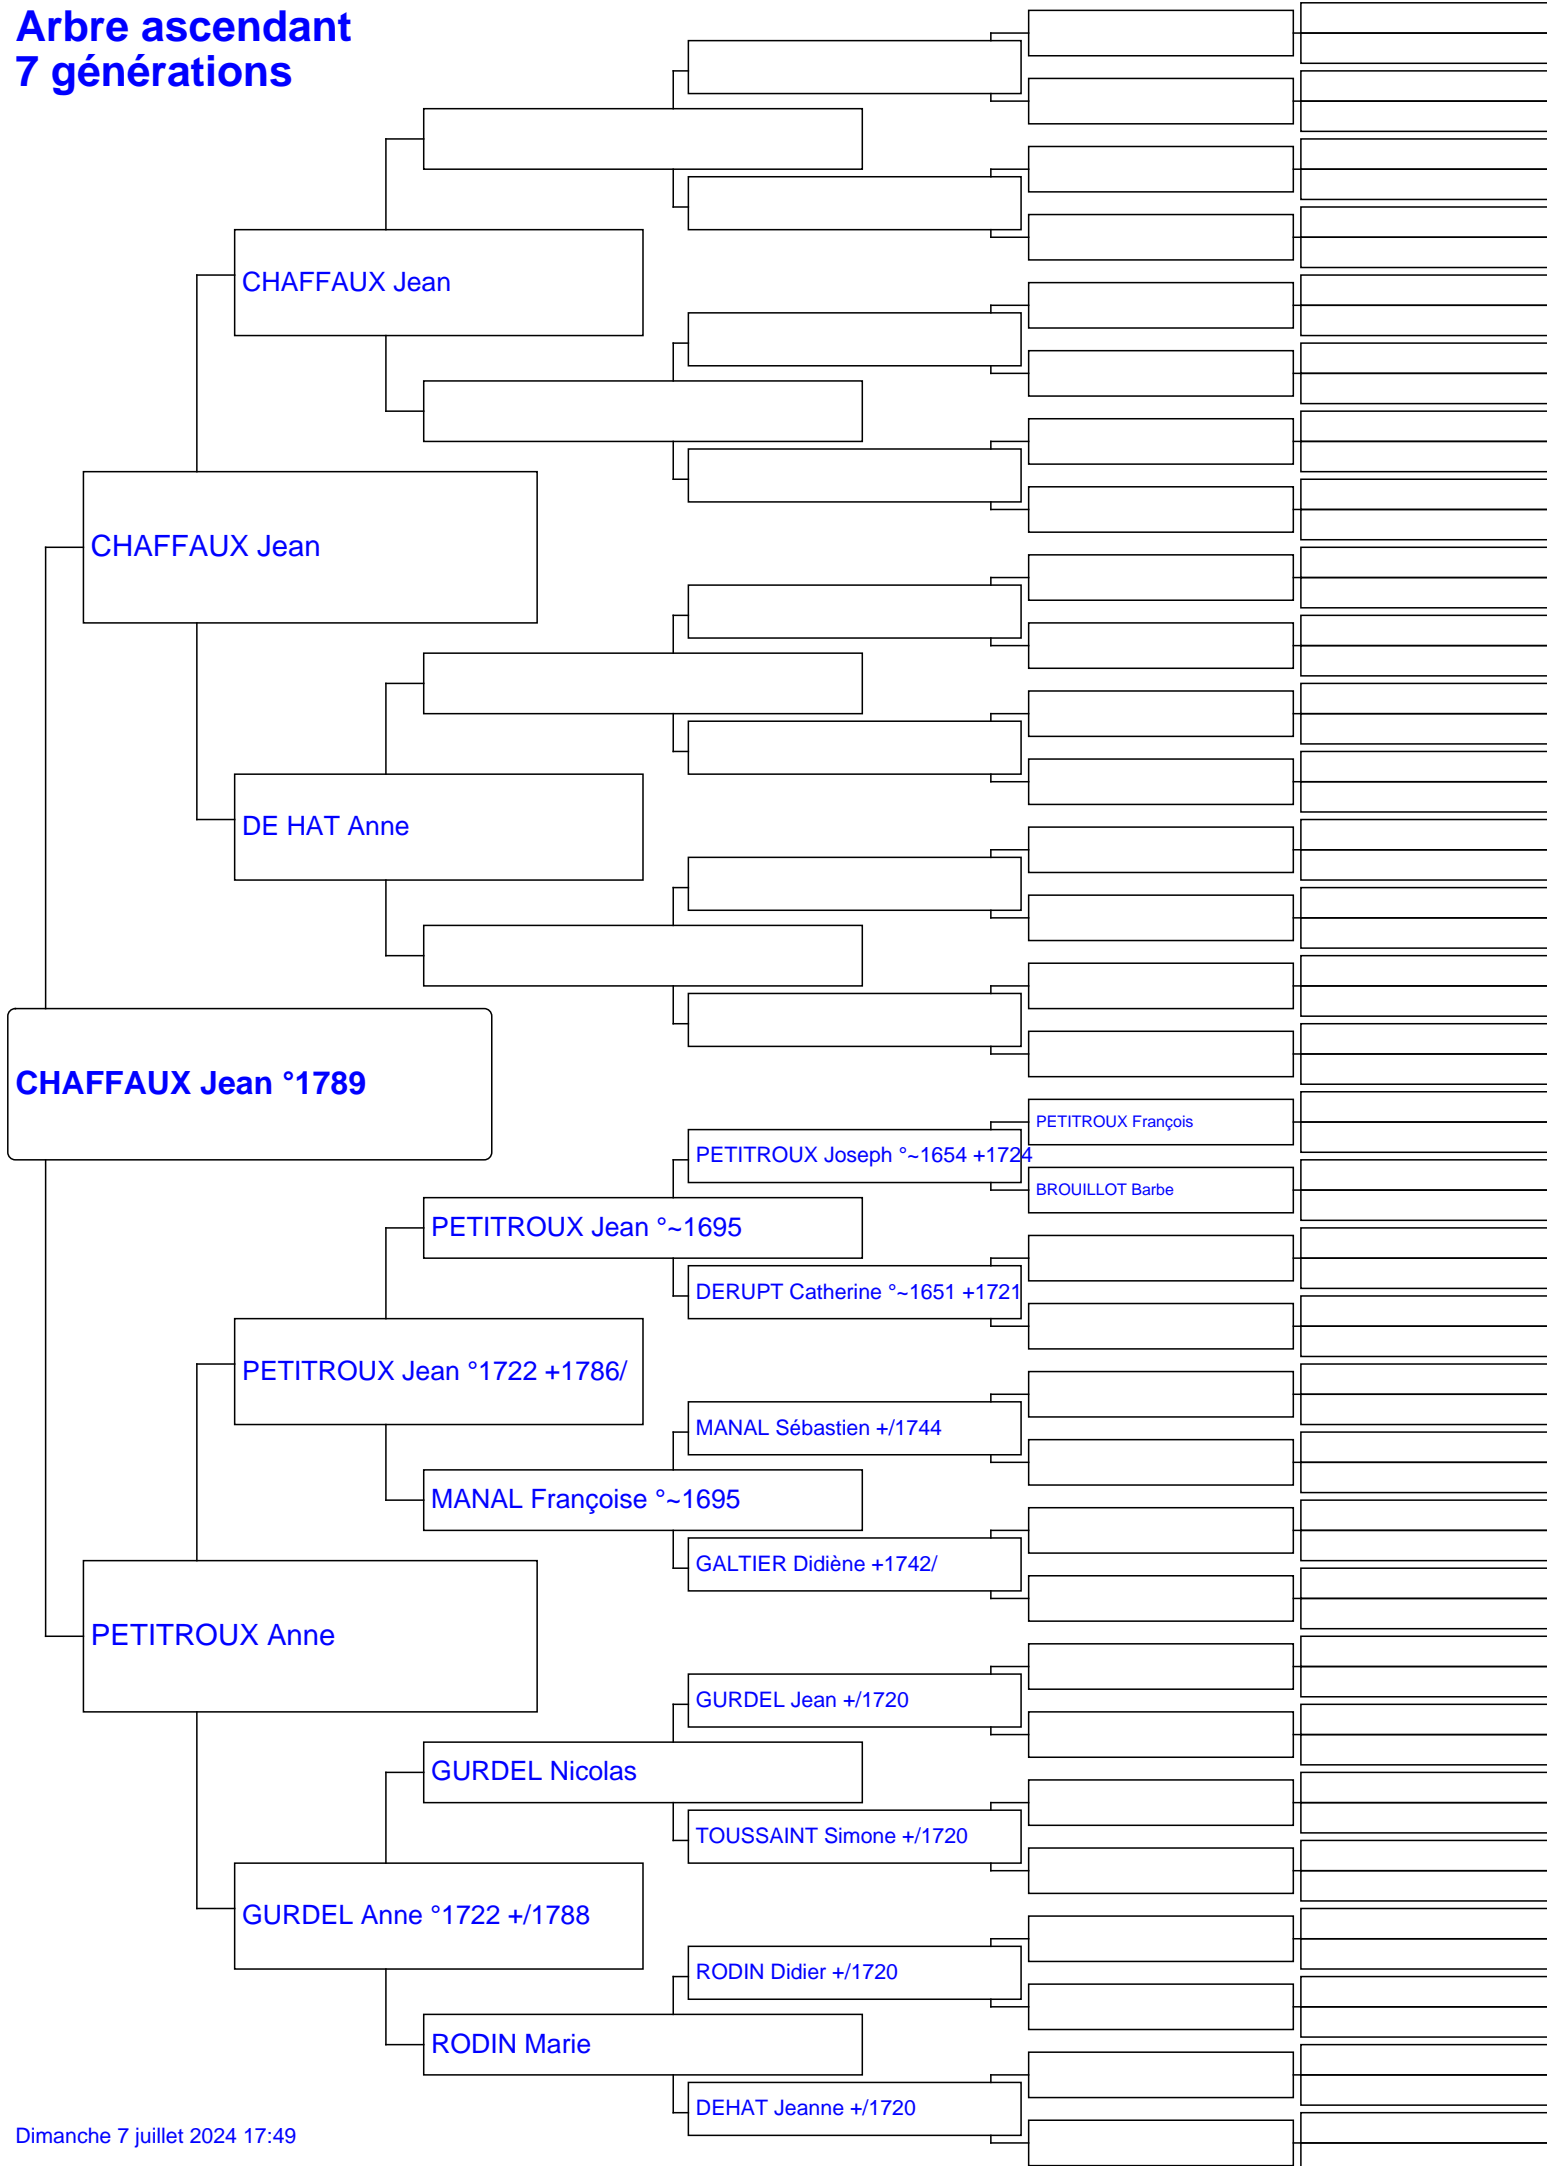 Arbre ascendant
7 générations
CHAFFAUX Jean
CHAFFAUX Jean
DE HAT Anne
CHAFFAUX Jean °1789
PETITROUX François
PETITROUX Joseph °~1654 +1724
BROUILLOT Barbe
PETITROUX Jean °~1695
DERUPT Catherine °~1651 +1721
PETITROUX Jean °1722 +1786/
MANAL Sébastien +/1744
MANAL Françoise °~1695
GALTIER Didiène +1742/
PETITROUX Anne
GURDEL Jean +/1720
GURDEL Nicolas
TOUSSAINT Simone +/1720
GURDEL Anne °1722 +/1788
RODIN Didier +/1720
RODIN Marie
DEHAT Jeanne +/1720
Dimanche 7 juillet 2024 17:49